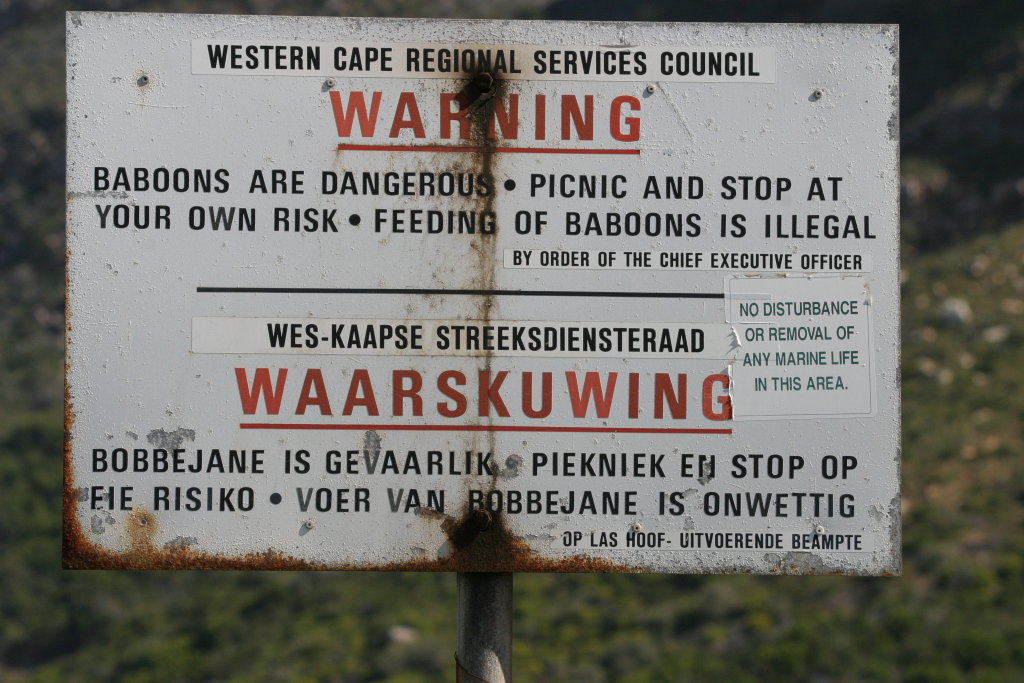 WESTERN CAPE REGIONAL SERVICES COUNCIL
WARNING
BABOONS ARE DANGEROUS • PICNIC AND STOP AT
YOUR OWN RISK • FEEDING OF BABOONS IS ILLEGAL
BY ORDER OF THE CHIEF EXECUTIVE OFFICER
NO DISTURBANCE
OR REMOVAL OF
ANY MARINE LIFE
IN THIS AREA.
WES-KAAPSE STREEKSDIENSTERAAD
WAARSKUWING
BOBBEJANE IS GEVAARLIK • PIEKNIEK EN STOP OP
EIE RISIKO • VOER VAN BOBBEJANE IS ONWETTIG
OP LAS HOOF- UITVOERENDE BEAMPTE